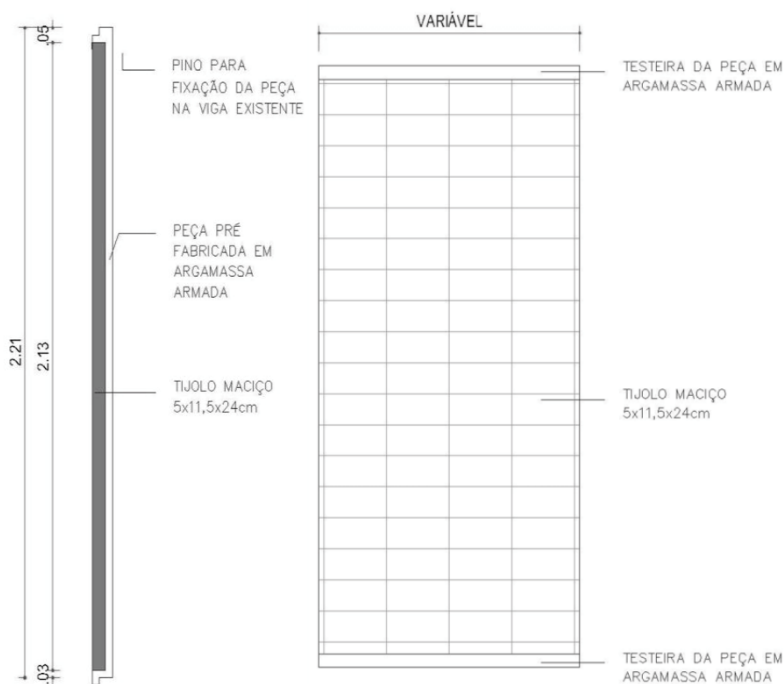 .05
2.21
2.13
.03
PINO PARA
FIXAÇÃO DA PEÇA
NA VIGA EXISTENTE
PEÇA PRÉ
FABRICADA EM
ARGAMASSA
ARMADA
TIJOLO MACIÇO
5x11,5x24cm
VARIÁVEL
TESTEIRA DA PEÇA EM
ARGAMASSA ARMADA
TIJOLO MACIÇO
5x11,5x24cm
TESTEIRA DA PEÇA EM
ARGAMASSA ARMADA